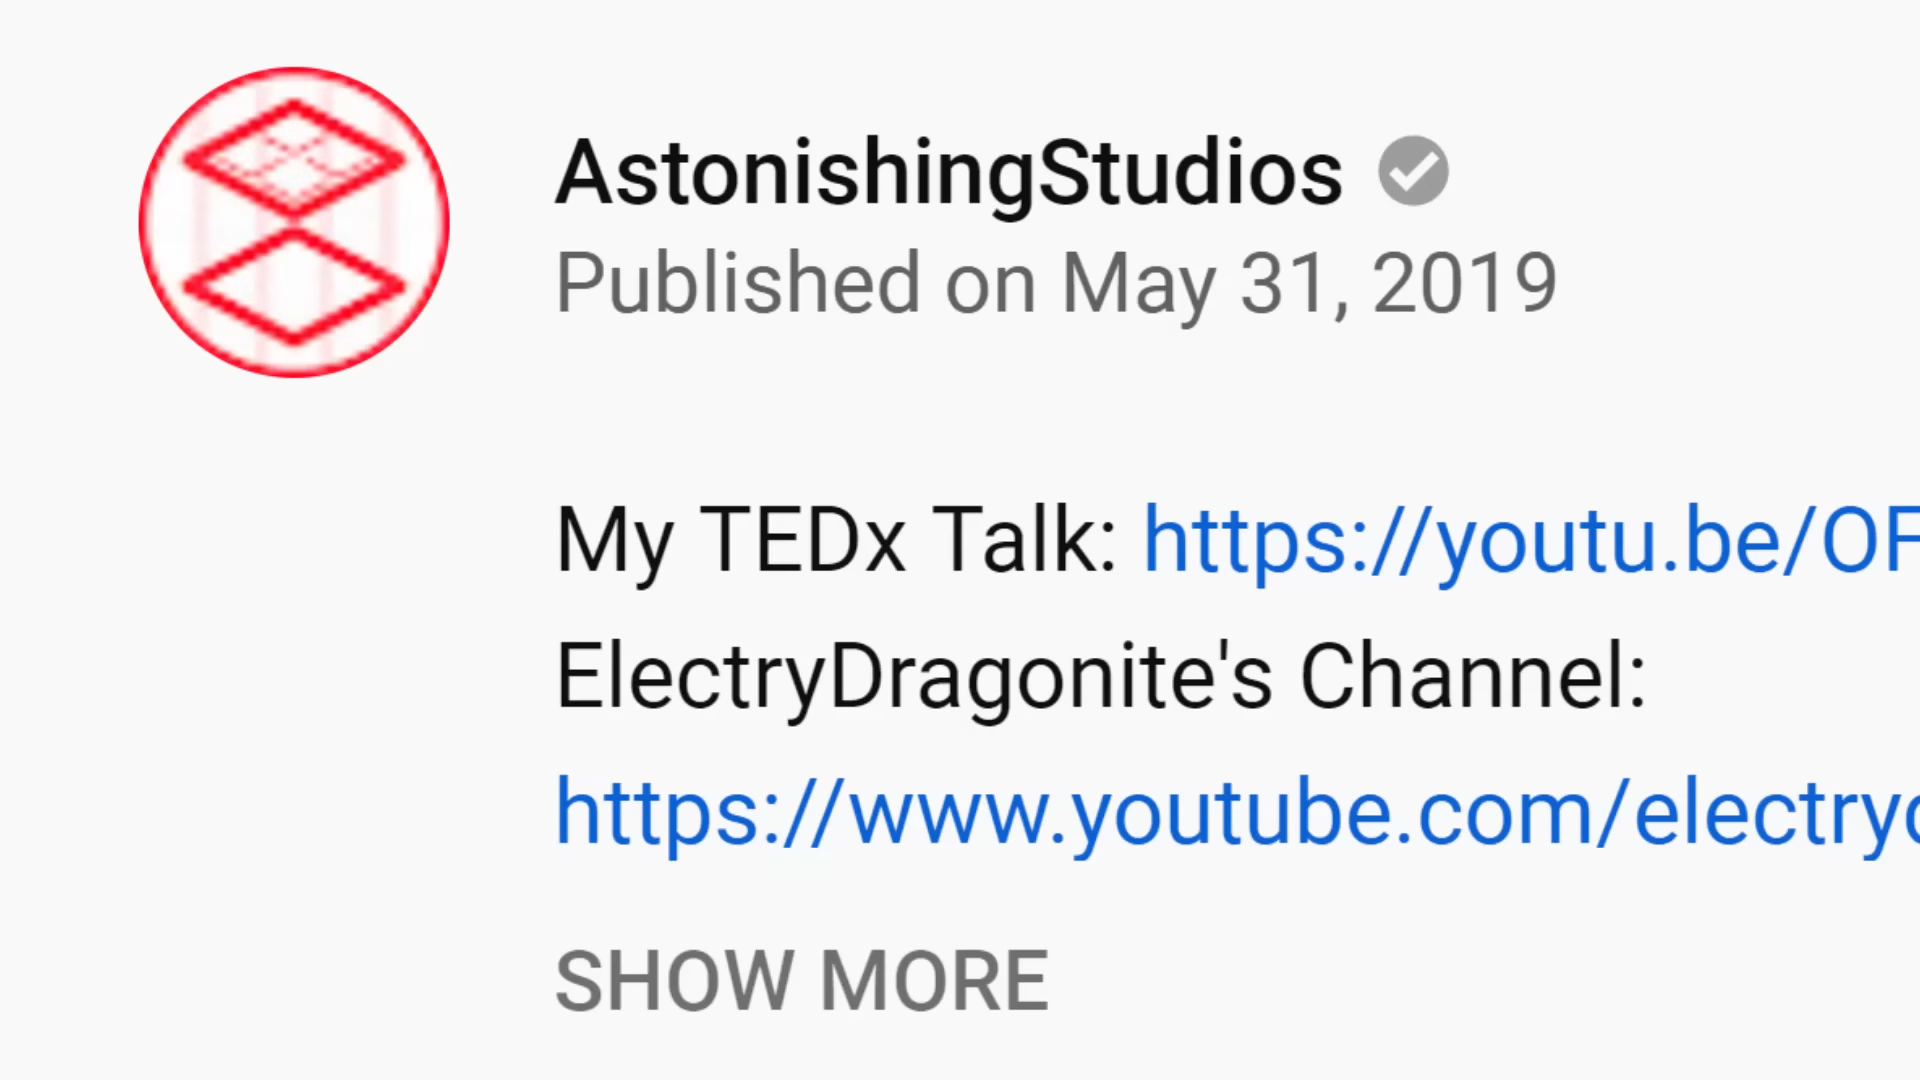 AstonishingStudios
Published on May 31, 2019
My TEDx Talk: https://youtu.be/OF
ElectryDragonite's Channel:
https://www.youtube.com/electry
SHOW MORE